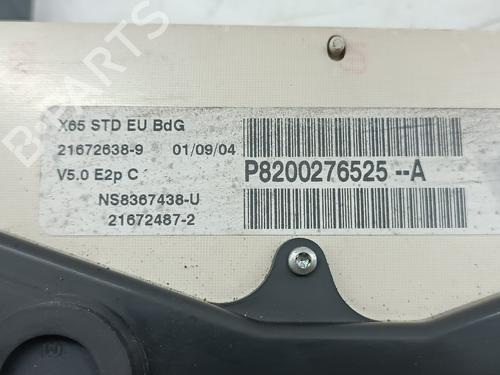 X65 STD EU BdG
21672638-9 01/09/04
V5.0 E2p C
P8200276525--A
NS8367438-U
21672487-2
B-PARTS